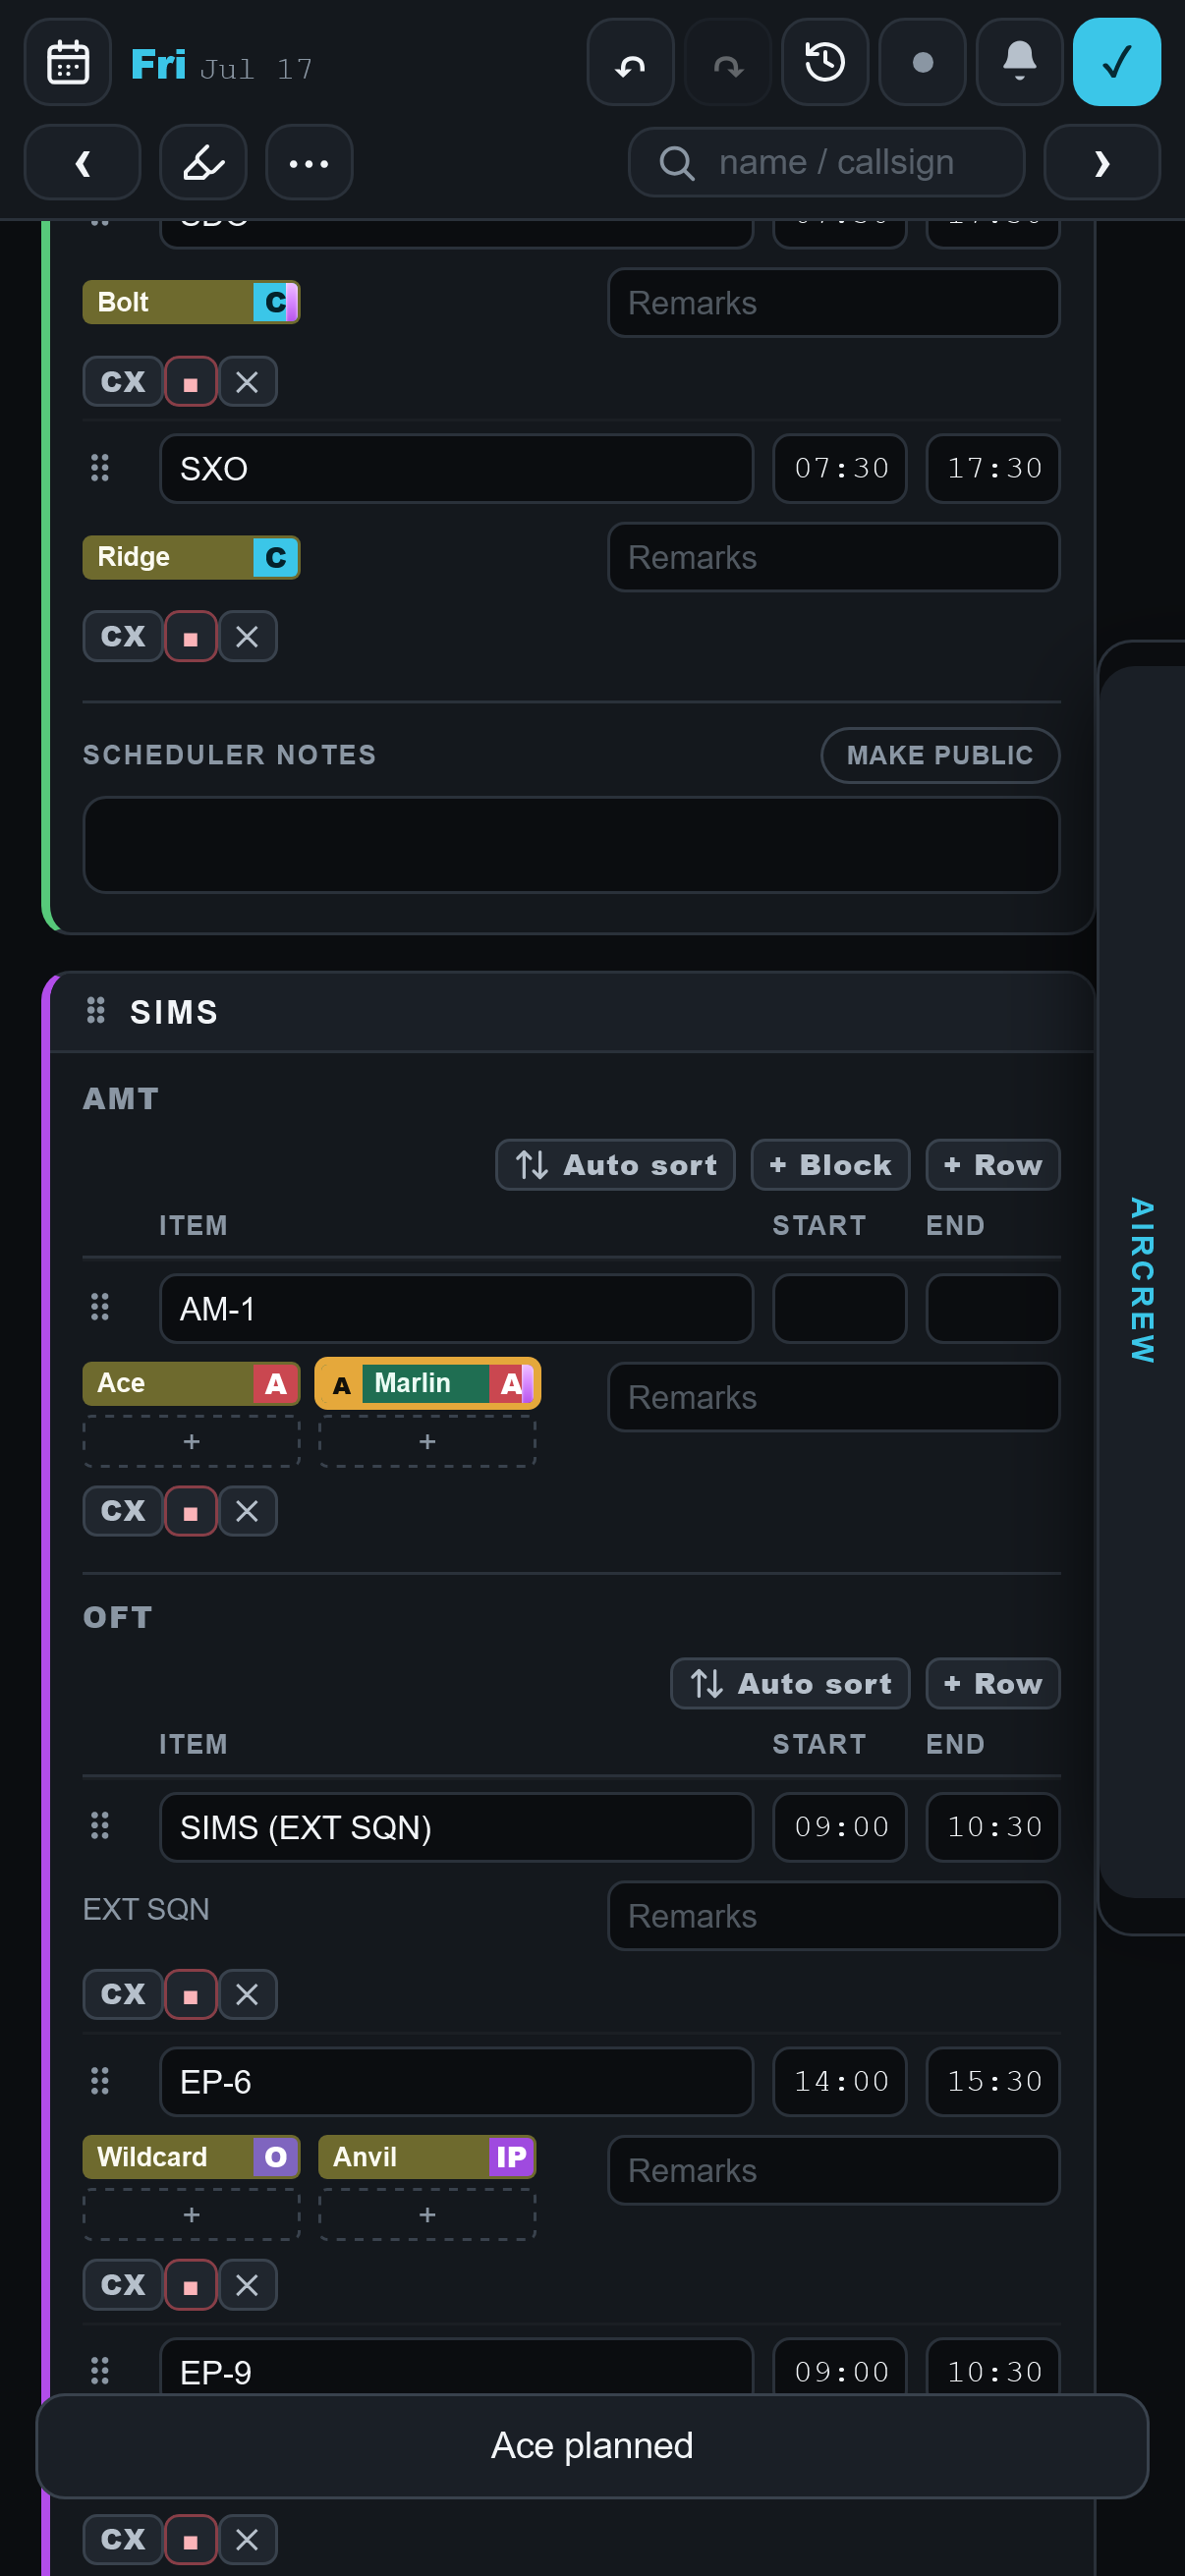 Fri Jul 17
name / callsign
Bolt C Remarks
CX
SXO 07:30 17:30
Ridge C Remarks
CX
SCHEDULER NOTES MAKE PUBLIC
SIMS
AMT
Auto sort + Block + Row
ITEM START END
AM-1
Ace A A Marlin A Remarks
+ +
CX
OFT
Auto sort + Row
ITEM START END
SIMS (EXT SQN) 09:00 10:30
EXT SQN Remarks
CX
EP-6 14:00 15:30
Wildcard O Anvil IP Remarks
+ +
CX
EP-9 09:00 10:30
Ace planned
CX
AIRCREW